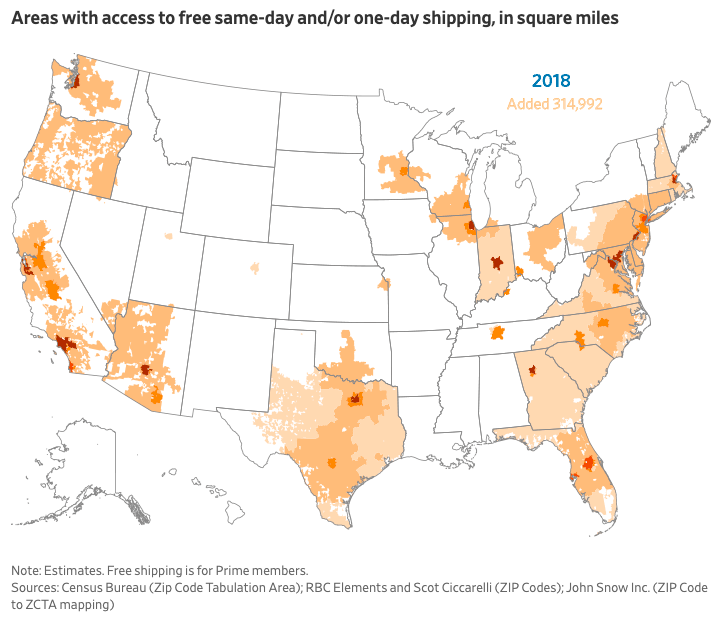 Areas with access to free same-day and/or one-day shipping, in square miles
2018
Added 314,992
Note: Estimates. Free shipping is for Prime members.
Sources: Census Bureau (Zip Code Tabulation Area); RBC Elements and Scot Ciccarelli (ZIP Codes); John Snow Inc. (ZIP Code
to ZCTA mapping)